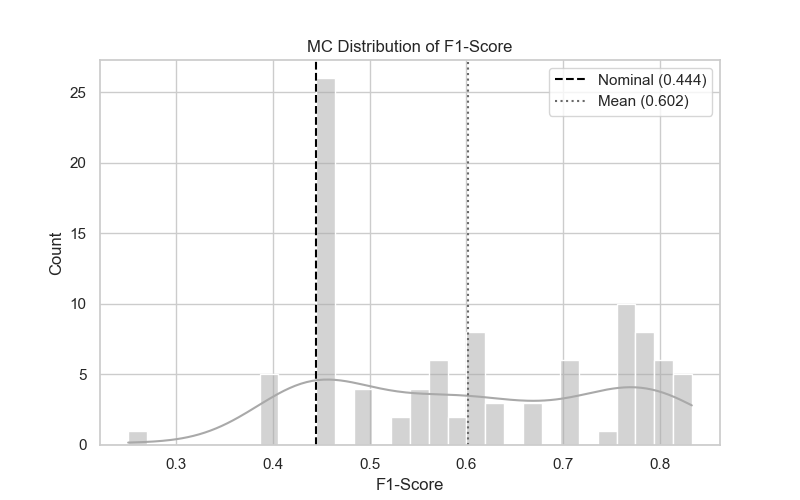 MC Distribution of F1-Score
Nominal (0.444)
Mean (0.602)
Count
25
20
15
10
5
0
0.3 0.4 0.5 0.6 0.7 0.8
F1-Score